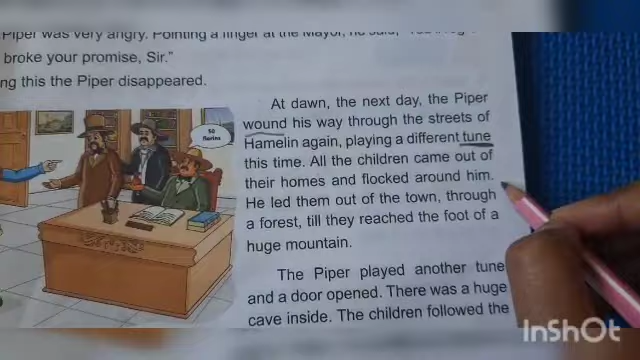 Piper was very angry. Pointing a finger at the Mayor, he said,
broke your promise, Sir."
ng this the Piper disappeared.
50
florins
At dawn, the next day, the Piper
wound his way through the streets of
Hamelin again, playing a different tune
this time. All the children came out of
their homes and flocked around him.
He led them out of the town, through
a forest, till they reached the foot of a
huge mountain.
The Piper played another tune
and a door opened. There was a huge
cave inside. The children followed the
InShOt